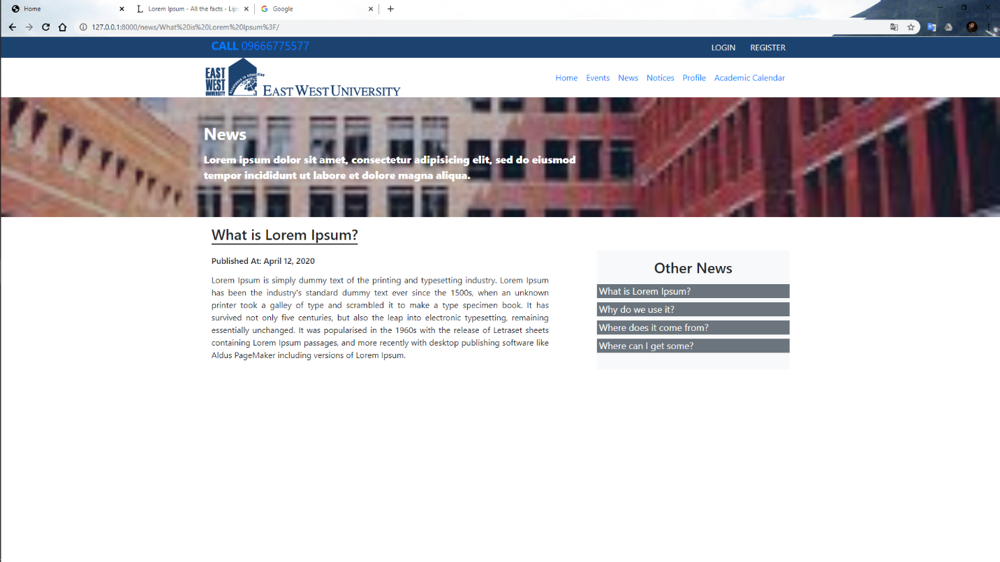 Home
Lorem Ipsum - All the facts - Lips
Google
127.0.0.1:8000/news/What%20is%20Lorem%20Ipsum%3F/
CALL 09666775577
LOGIN REGISTER
EAST
WEST
UNIVERSITY
EAST WEST UNIVERSITY
Home Events News Notices Profile Academic Calendar
News
Lorem ipsum dolor sit amet, consectetur adipisicing elit, sed do eiusmod
tempor incididunt ut labore et dolore magna aliqua.
What is Lorem Ipsum?
Published At: April 12, 2020
Lorem Ipsum is simply dummy text of the printing and typesetting industry. Lorem Ipsum
has been the industry's standard dummy text ever since the 1500s, when an unknown
printer took a galley of type and scrambled it to make a type specimen book. It has
survived not only five centuries, but also the leap into electronic typesetting, remaining
essentially unchanged. It was popularised in the 1960s with the release of Letraset sheets
containing Lorem Ipsum passages, and more recently with desktop publishing software like
Aldus PageMaker including versions of Lorem Ipsum.
Other News
What is Lorem Ipsum?
Why do we use it?
Where does it come from?
Where can I get some?